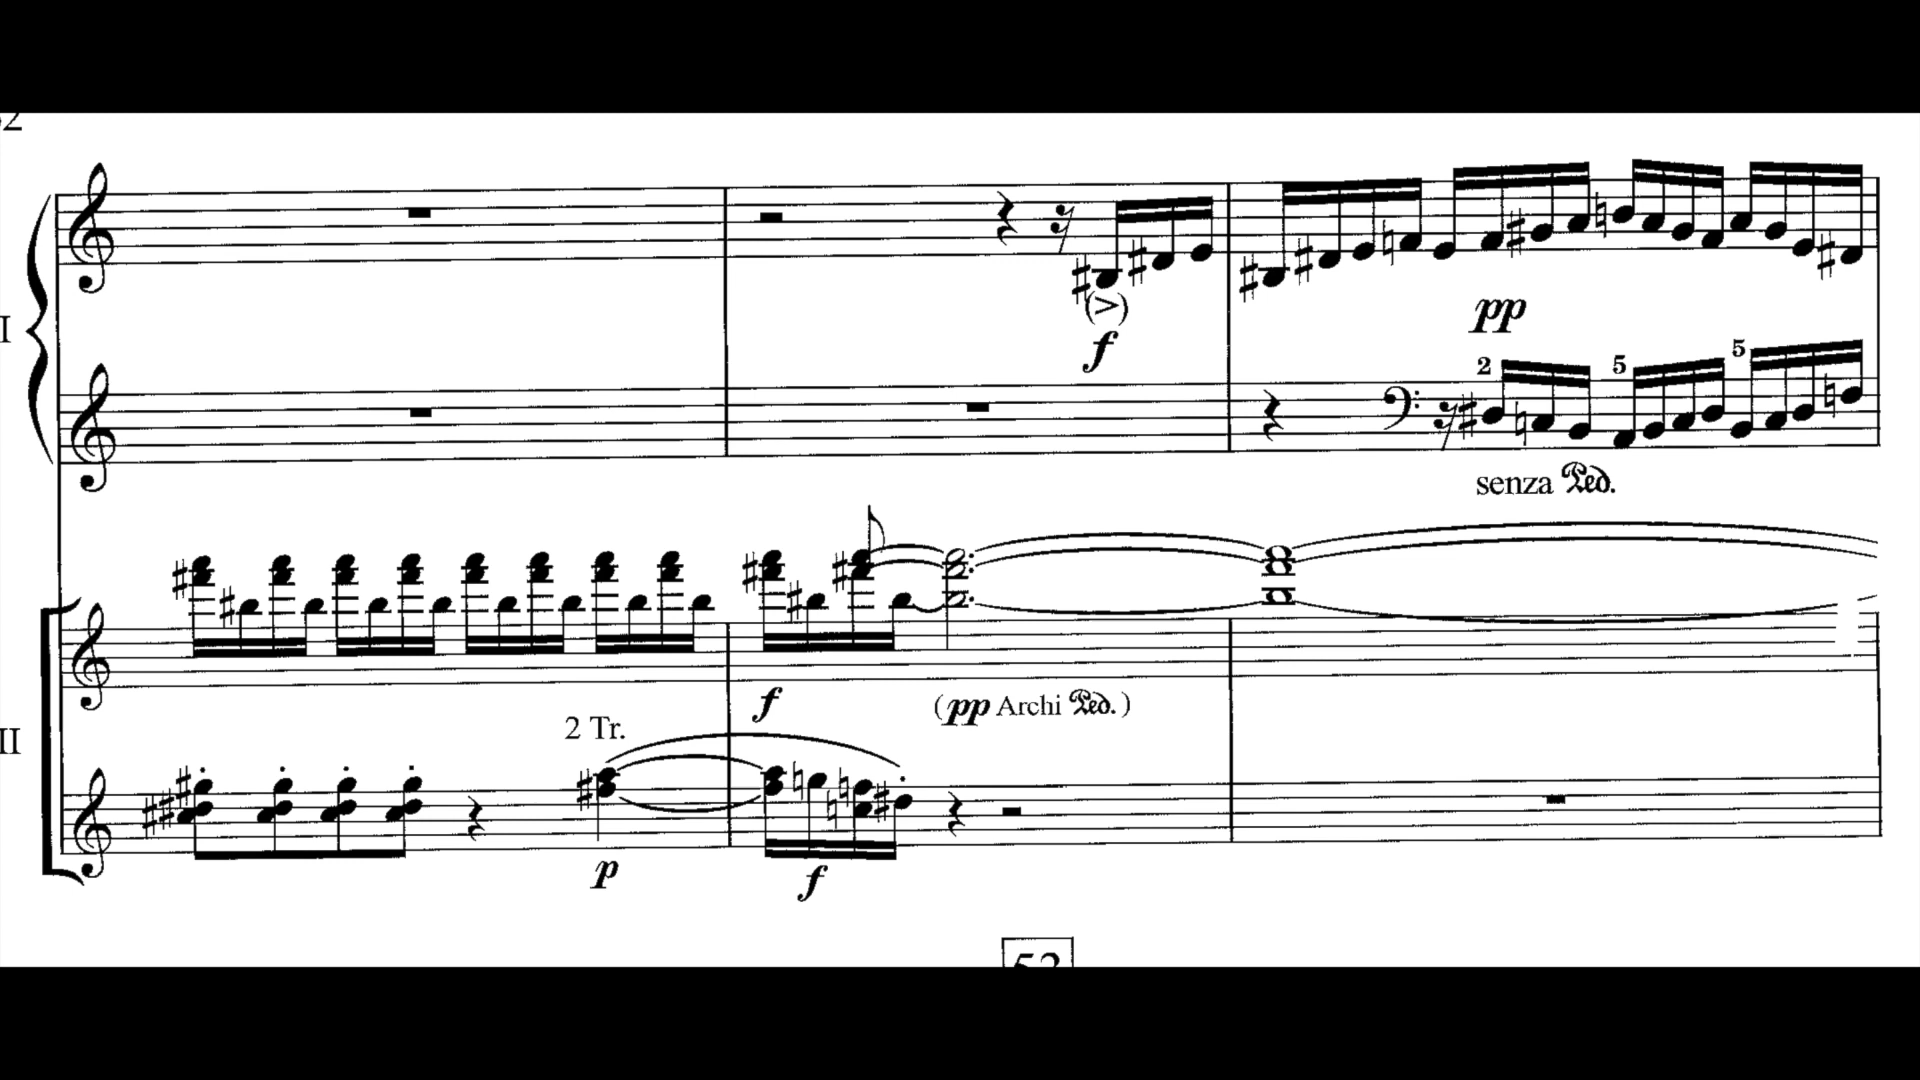 I
f
pp
2 5 5
senza Ped.
f
(pp Archi Ped.)
II
2 Tr.
p
f